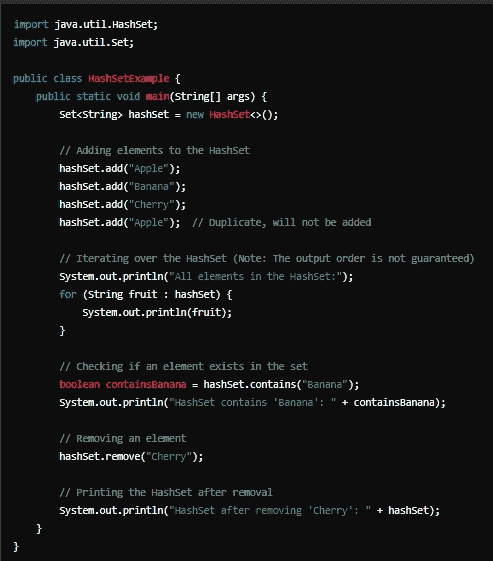 import java.util.HashSet;
import java.util.Set;

public class HashSetExample {
    public static void main(String[] args) {
        Set<String> hashSet = new HashSet<>();

        // Adding elements to the HashSet
        hashSet.add("Apple");
        hashSet.add("Banana");
        hashSet.add("Cherry");
        hashSet.add("Apple");  // Duplicate, will not be added

        // Iterating over the HashSet (Note: The output order is not guaranteed)
        System.out.println("All elements in the HashSet:");
        for (String fruit : hashSet) {
            System.out.println(fruit);
        }

        // Checking if an element exists in the set
        boolean containsBanana = hashSet.contains("Banana");
        System.out.println("HashSet contains 'Banana': " + containsBanana);

        // Removing an element
        hashSet.remove("Cherry");

        // Printing the HashSet after removal
        System.out.println("HashSet after removing 'Cherry': " + hashSet);
    }
}